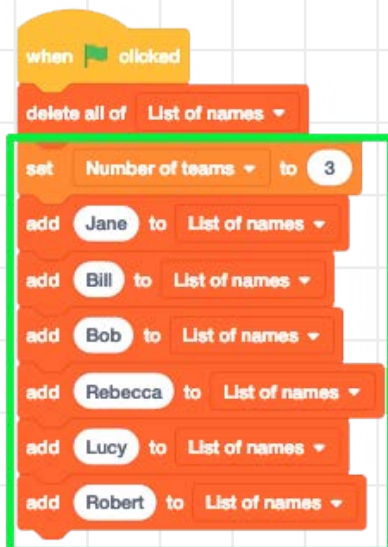 when clicked
delete all of List of names
set Number of teams to 3
add Jane to List of names
add Bill to List of names
add Bob to List of names
add Rebecca to List of names
add Lucy to List of names
add Robert to List of names